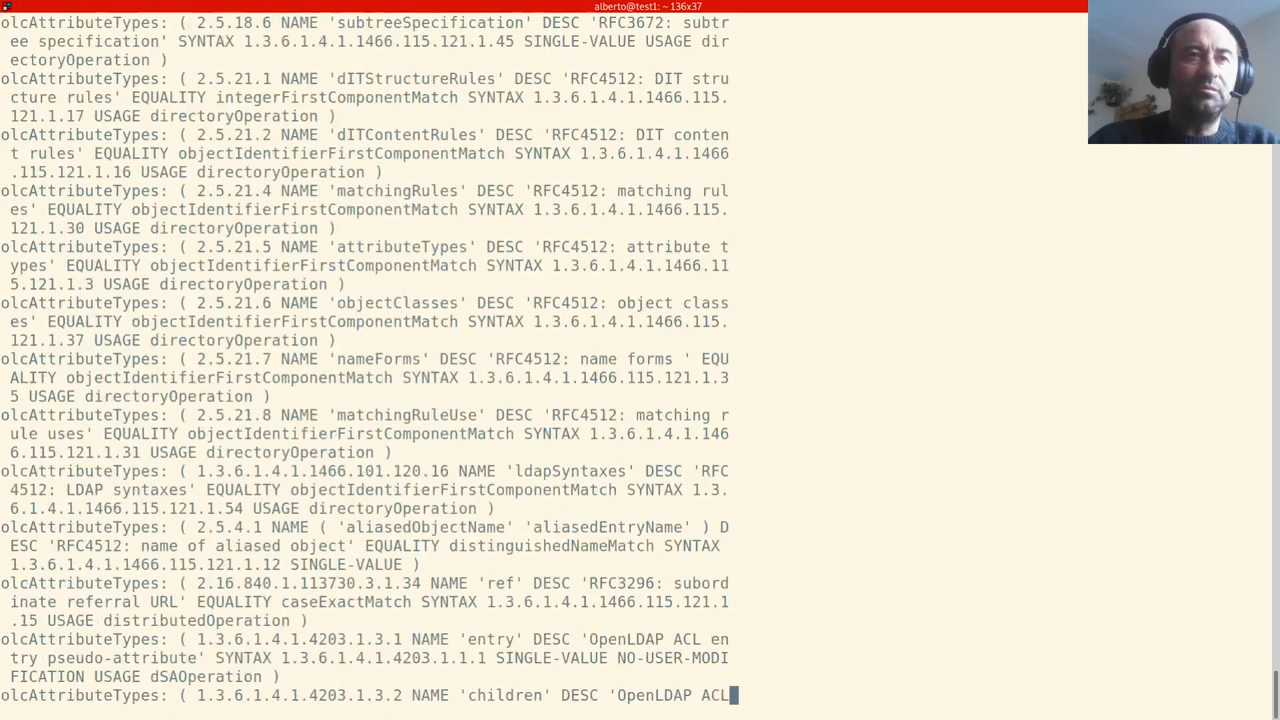 alberto@test1: ~ 136x37
olcAttributeTypes: ( 2.5.18.6 NAME 'subtreeSpecification' DESC 'RFC3672: subtr
ee specification' SYNTAX 1.3.6.1.4.1.1466.115.121.1.45 SINGLE-VALUE USAGE dir
ectoryOperation )
olcAttributeTypes: ( 2.5.21.1 NAME 'dITStructureRules' DESC 'RFC4512: DIT stru
cture rules' EQUALITY integerFirstComponentMatch SYNTAX 1.3.6.1.4.1.1466.115.
121.1.17 USAGE directoryOperation )
olcAttributeTypes: ( 2.5.21.2 NAME 'dITContentRules' DESC 'RFC4512: DIT conten
t rules' EQUALITY objectIdentifierFirstComponentMatch SYNTAX 1.3.6.1.4.1.1466
.115.121.1.16 USAGE directoryOperation )
olcAttributeTypes: ( 2.5.21.4 NAME 'matchingRules' DESC 'RFC4512: matching rul
es' EQUALITY objectIdentifierFirstComponentMatch SYNTAX 1.3.6.1.4.1.1466.115.
121.1.30 USAGE directoryOperation )
olcAttributeTypes: ( 2.5.21.5 NAME 'attributeTypes' DESC 'RFC4512: attribute t
ypes' EQUALITY objectIdentifierFirstComponentMatch SYNTAX 1.3.6.1.4.1.1466.11
5.121.1.3 USAGE directoryOperation )
olcAttributeTypes: ( 2.5.21.6 NAME 'objectClasses' DESC 'RFC4512: object class
es' EQUALITY objectIdentifierFirstComponentMatch SYNTAX 1.3.6.1.4.1.1466.115.
121.1.37 USAGE directoryOperation )
olcAttributeTypes: ( 2.5.21.7 NAME 'nameForms' DESC 'RFC4512: name forms ' EQU
ALITY objectIdentifierFirstComponentMatch SYNTAX 1.3.6.1.4.1.1466.115.121.1.3
5 USAGE directoryOperation )
olcAttributeTypes: ( 2.5.21.8 NAME 'matchingRuleUse' DESC 'RFC4512: matching r
ule uses' EQUALITY objectIdentifierFirstComponentMatch SYNTAX 1.3.6.1.4.1.146
6.115.121.1.31 USAGE directoryOperation )
olcAttributeTypes: ( 1.3.6.1.4.1.1466.101.120.16 NAME 'ldapSyntaxes' DESC 'RFC
4512: LDAP syntaxes' EQUALITY objectIdentifierFirstComponentMatch SYNTAX 1.3.
6.1.4.1.1466.115.121.1.54 USAGE directoryOperation )
olcAttributeTypes: ( 2.5.4.1 NAME ( 'aliasedObjectName' 'aliasedEntryName' ) D
ESC 'RFC4512: name of aliased object' EQUALITY distinguishedNameMatch SYNTAX
1.3.6.1.4.1.1466.115.121.1.12 SINGLE-VALUE )
olcAttributeTypes: ( 2.16.840.1.113730.3.1.34 NAME 'ref' DESC 'RFC3296: subord
inate referral URL' EQUALITY caseExactMatch SYNTAX 1.3.6.1.4.1.1466.115.121.1
.15 USAGE distributedOperation )
olcAttributeTypes: ( 1.3.6.1.4.1.4203.1.3.1 NAME 'entry' DESC 'OpenLDAP ACL en
try pseudo-attribute' SYNTAX 1.3.6.1.4.1.4203.1.1.1 SINGLE-VALUE NO-USER-MODI
FICATION USAGE dSAOperation )
olcAttributeTypes: ( 1.3.6.1.4.1.4203.1.3.2 NAME 'children' DESC 'OpenLDAP ACL